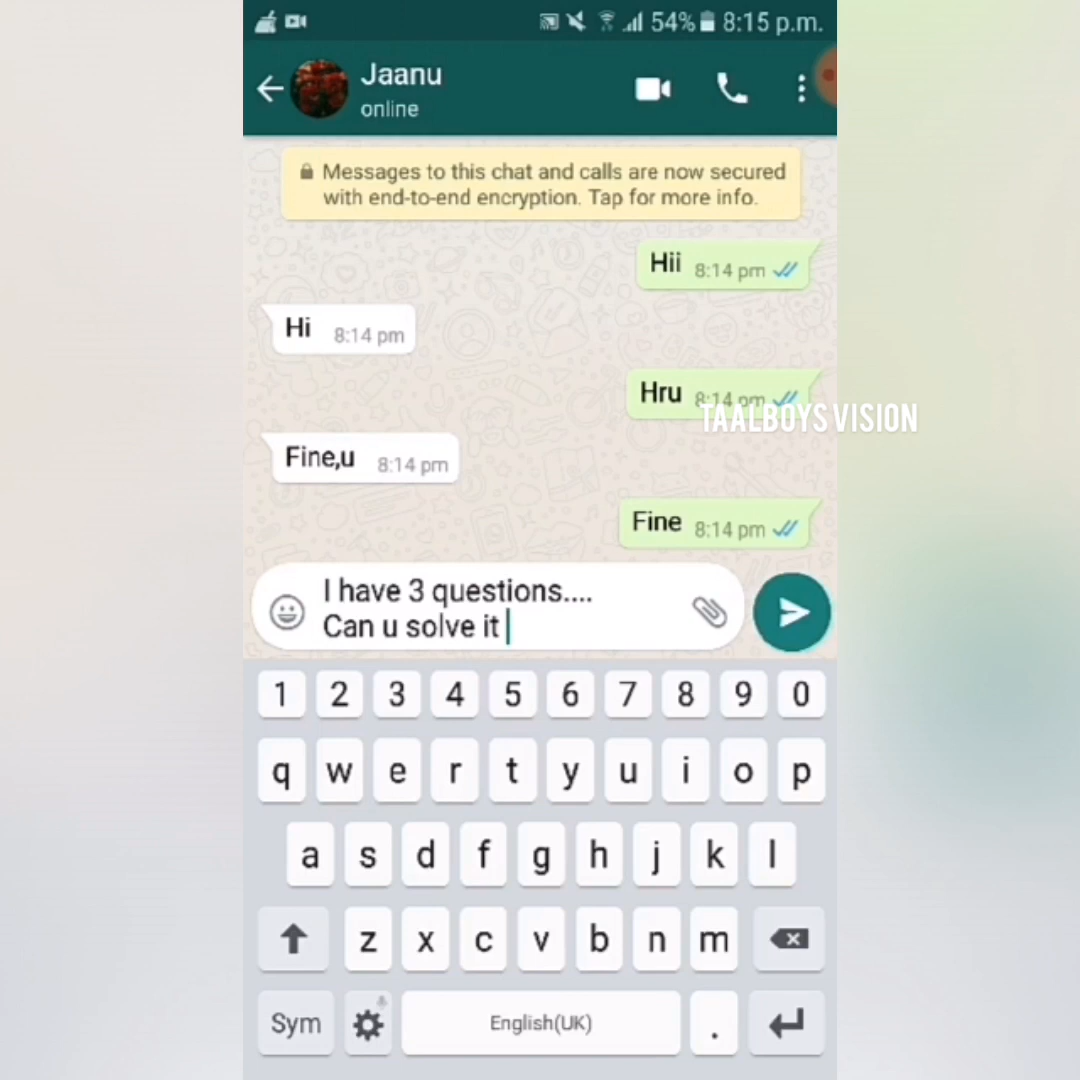 54% 8:15 p.m.
Jaanu
online
Messages to this chat and calls are now secured
with end-to-end encryption. Tap for more info.
Hii 8:14 pm
Hi 8:14 pm
Hru 8:14 pm
TAALBOYS VISION
Fine,u 8:14 pm
Fine 8:14 pm
I have 3 questions....
Can u solve it
1 2 3 4 5 6 7 8 9 0
q w e r t y u i o p
a s d f g h j k l
z x c v b n m
Sym English(UK) .